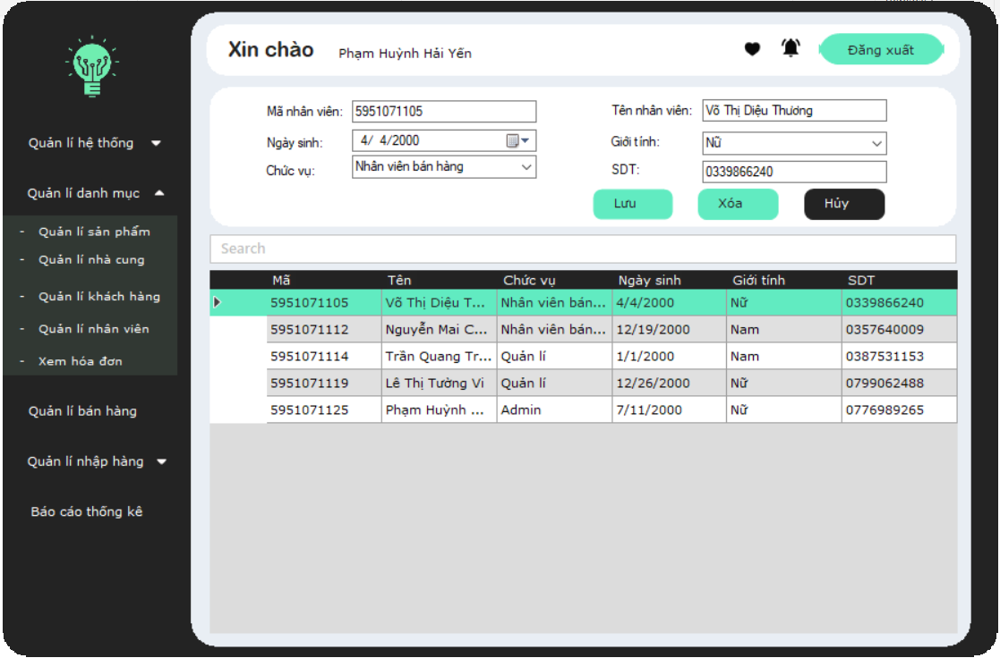 Xin chào Phạm Huỳnh Hải Yến Đăng xuất
Quản lí hệ thống
Quản lí danh mục
- Quản lí sản phẩm
- Quản lí nhà cung
- Quản lí khách hàng
- Quản lí nhân viên
- Xem hóa đơn
Quản lí bán hàng
Quản lí nhập hàng
Báo cáo thống kê
Mã nhân viên: 5951071105 Tên nhân viên: Võ Thị Diệu Thương
Ngày sinh: 4/ 4/2000 Giới tính: Nữ
Chức vụ: Nhân viên bán hàng SDT: 0339866240
Lưu Xóa Hủy
Search
Mã Tên Chức vụ Ngày sinh Giới tính SDT
5951071105 Võ Thị Diệu T... Nhân viên bán... 4/4/2000 Nữ 0339866240
5951071112 Nguyễn Mai C... Nhân viên bán... 12/19/2000 Nam 0357640009
5951071114 Trần Quang Tr... Quản lí 1/1/2000 Nam 0387531153
5951071119 Lê Thị Tường Vi Quản lí 12/26/2000 Nữ 0799062488
5951071125 Phạm Huỳnh ... Admin 7/11/2000 Nữ 0776989265